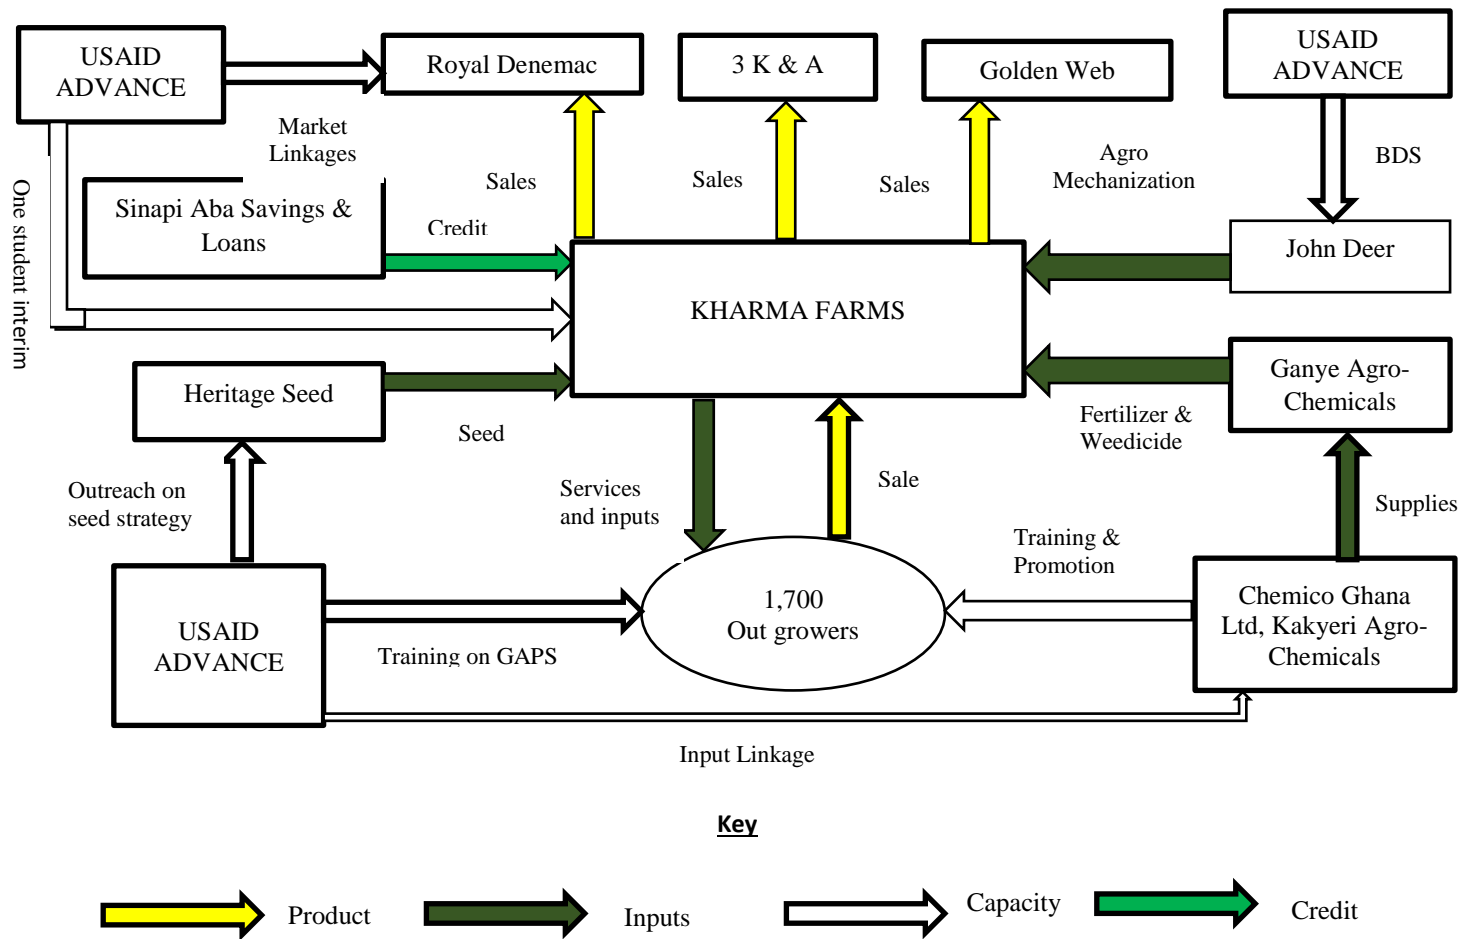 USAID
ADVANCE
Royal Denemac
3 K & A
Golden Web
USAID
ADVANCE
Market
Linkages
Sales
Sales
Sales
Agro
Mechanization
BDS
One student interim
Sinapi Aba Savings &
Loans
Credit
John Deer
KHARMA FARMS
Heritage Seed
Seed
Ganye Agro-
Chemicals
Fertilizer &
Weedicide
Outreach on
seed strategy
Services
and inputs
Sale
Supplies
Training &
Promotion
USAID
ADVANCE
Training on GAPS
1,700
Out growers
Chemico Ghana
Ltd, Kakyeri Agro-
Chemicals
Input Linkage
Key
Product
Inputs
Capacity
Credit